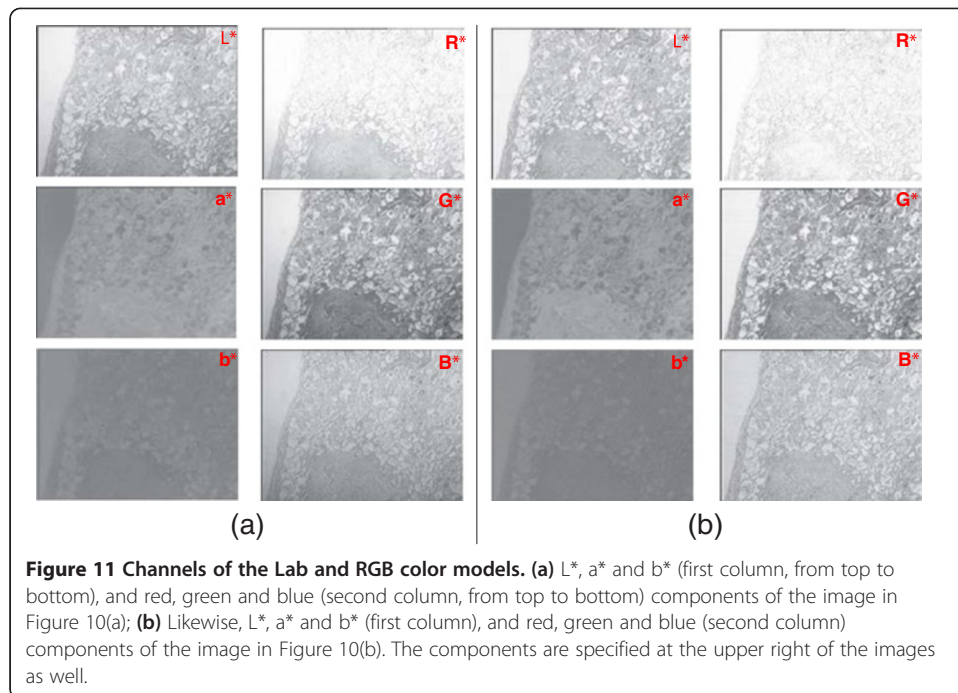 L* R* L* R*
a* G* a* G*
b* B* b* B*
(a) (b)
Figure 11 Channels of the Lab and RGB color models. (a) L*, a* and b* (first column, from top to
bottom), and red, green and blue (second column, from top to bottom) components of the image in
Figure 10(a); (b) Likewise, L*, a* and b* (first column), and red, green and blue (second column)
components of the image in Figure 10(b). The components are specified at the upper right of the images
as well.